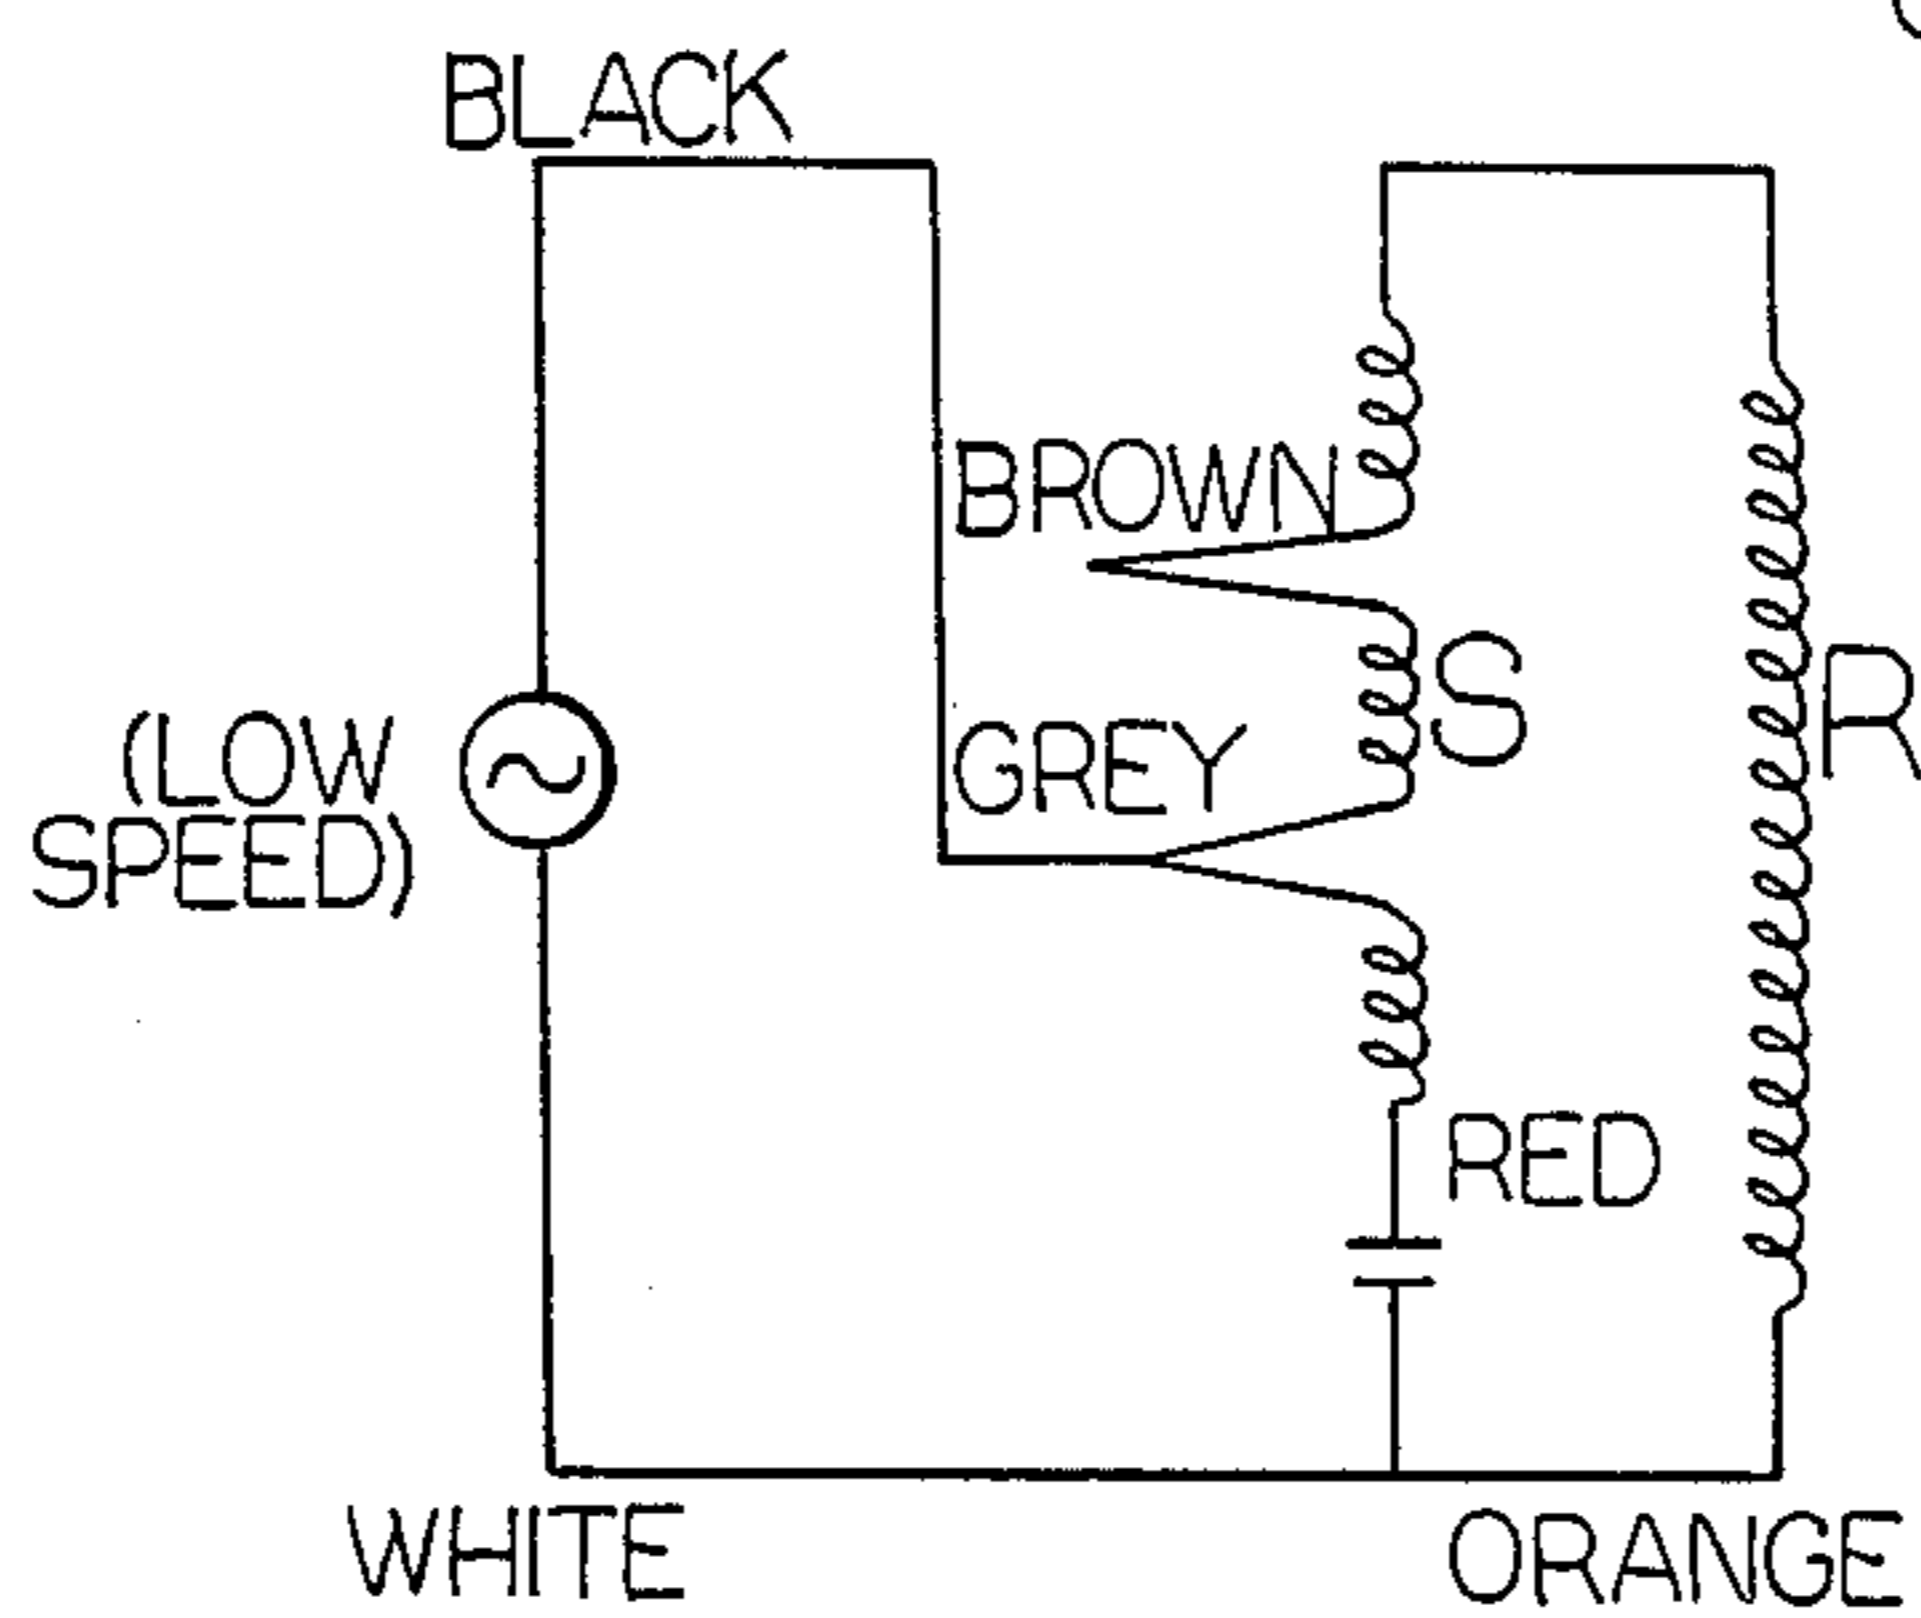 BLACK
BROWN
(LOW
SPEED)
GREY
S
R
RED
WHITE
ORANGE